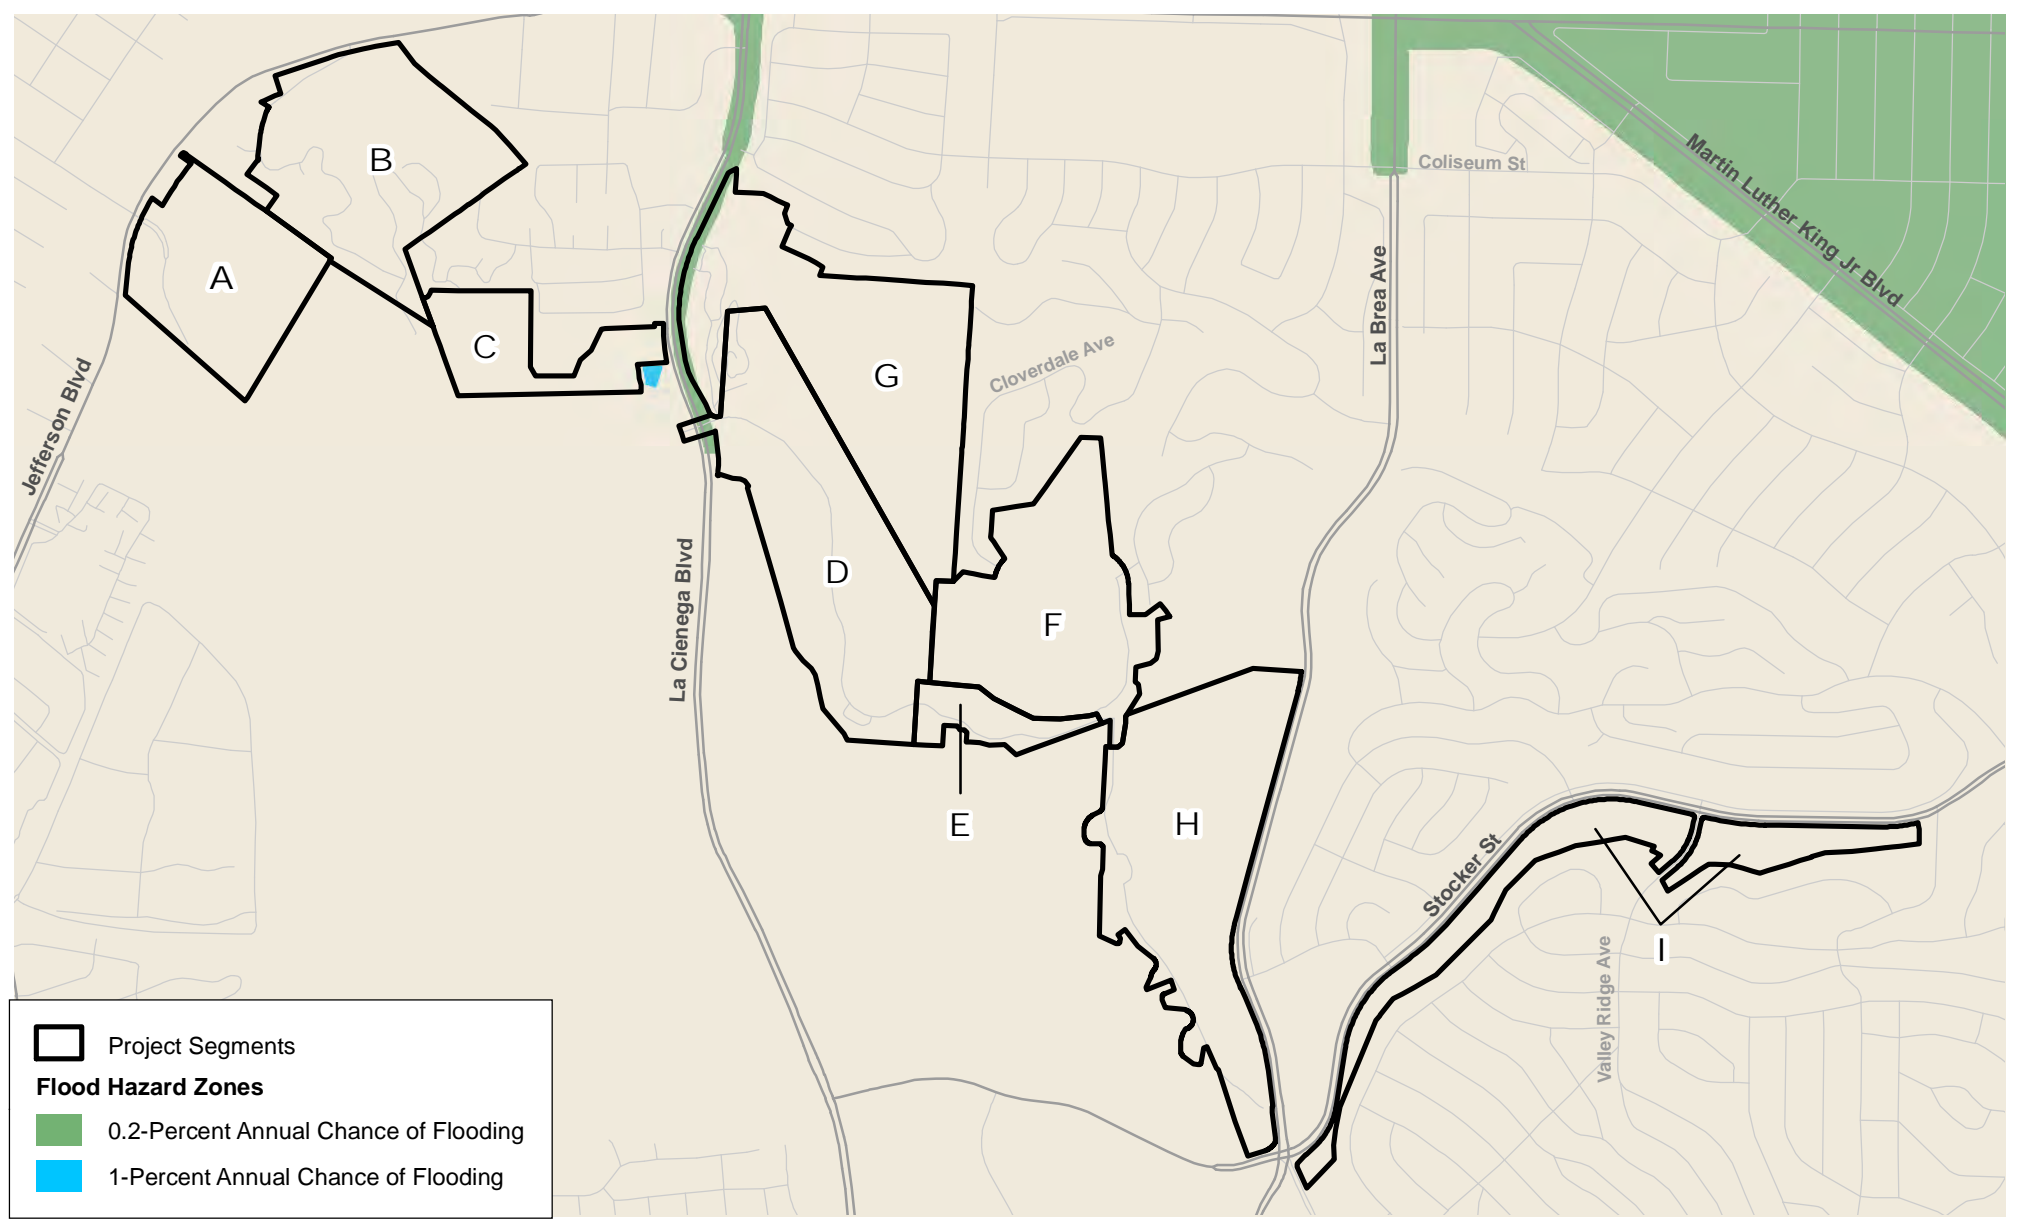 B
Martin Luther King Jr Blvd
Coliseum St
A
La Brea Ave
C
Cloverdale Ave
G
Jefferson Blvd
D
La Cienega Blvd
F
E
H
Stocker St
I
Valley Ridge Ave
Project Segments
Flood Hazard Zones
0.2-Percent Annual Chance of Flooding
1-Percent Annual Chance of Flooding